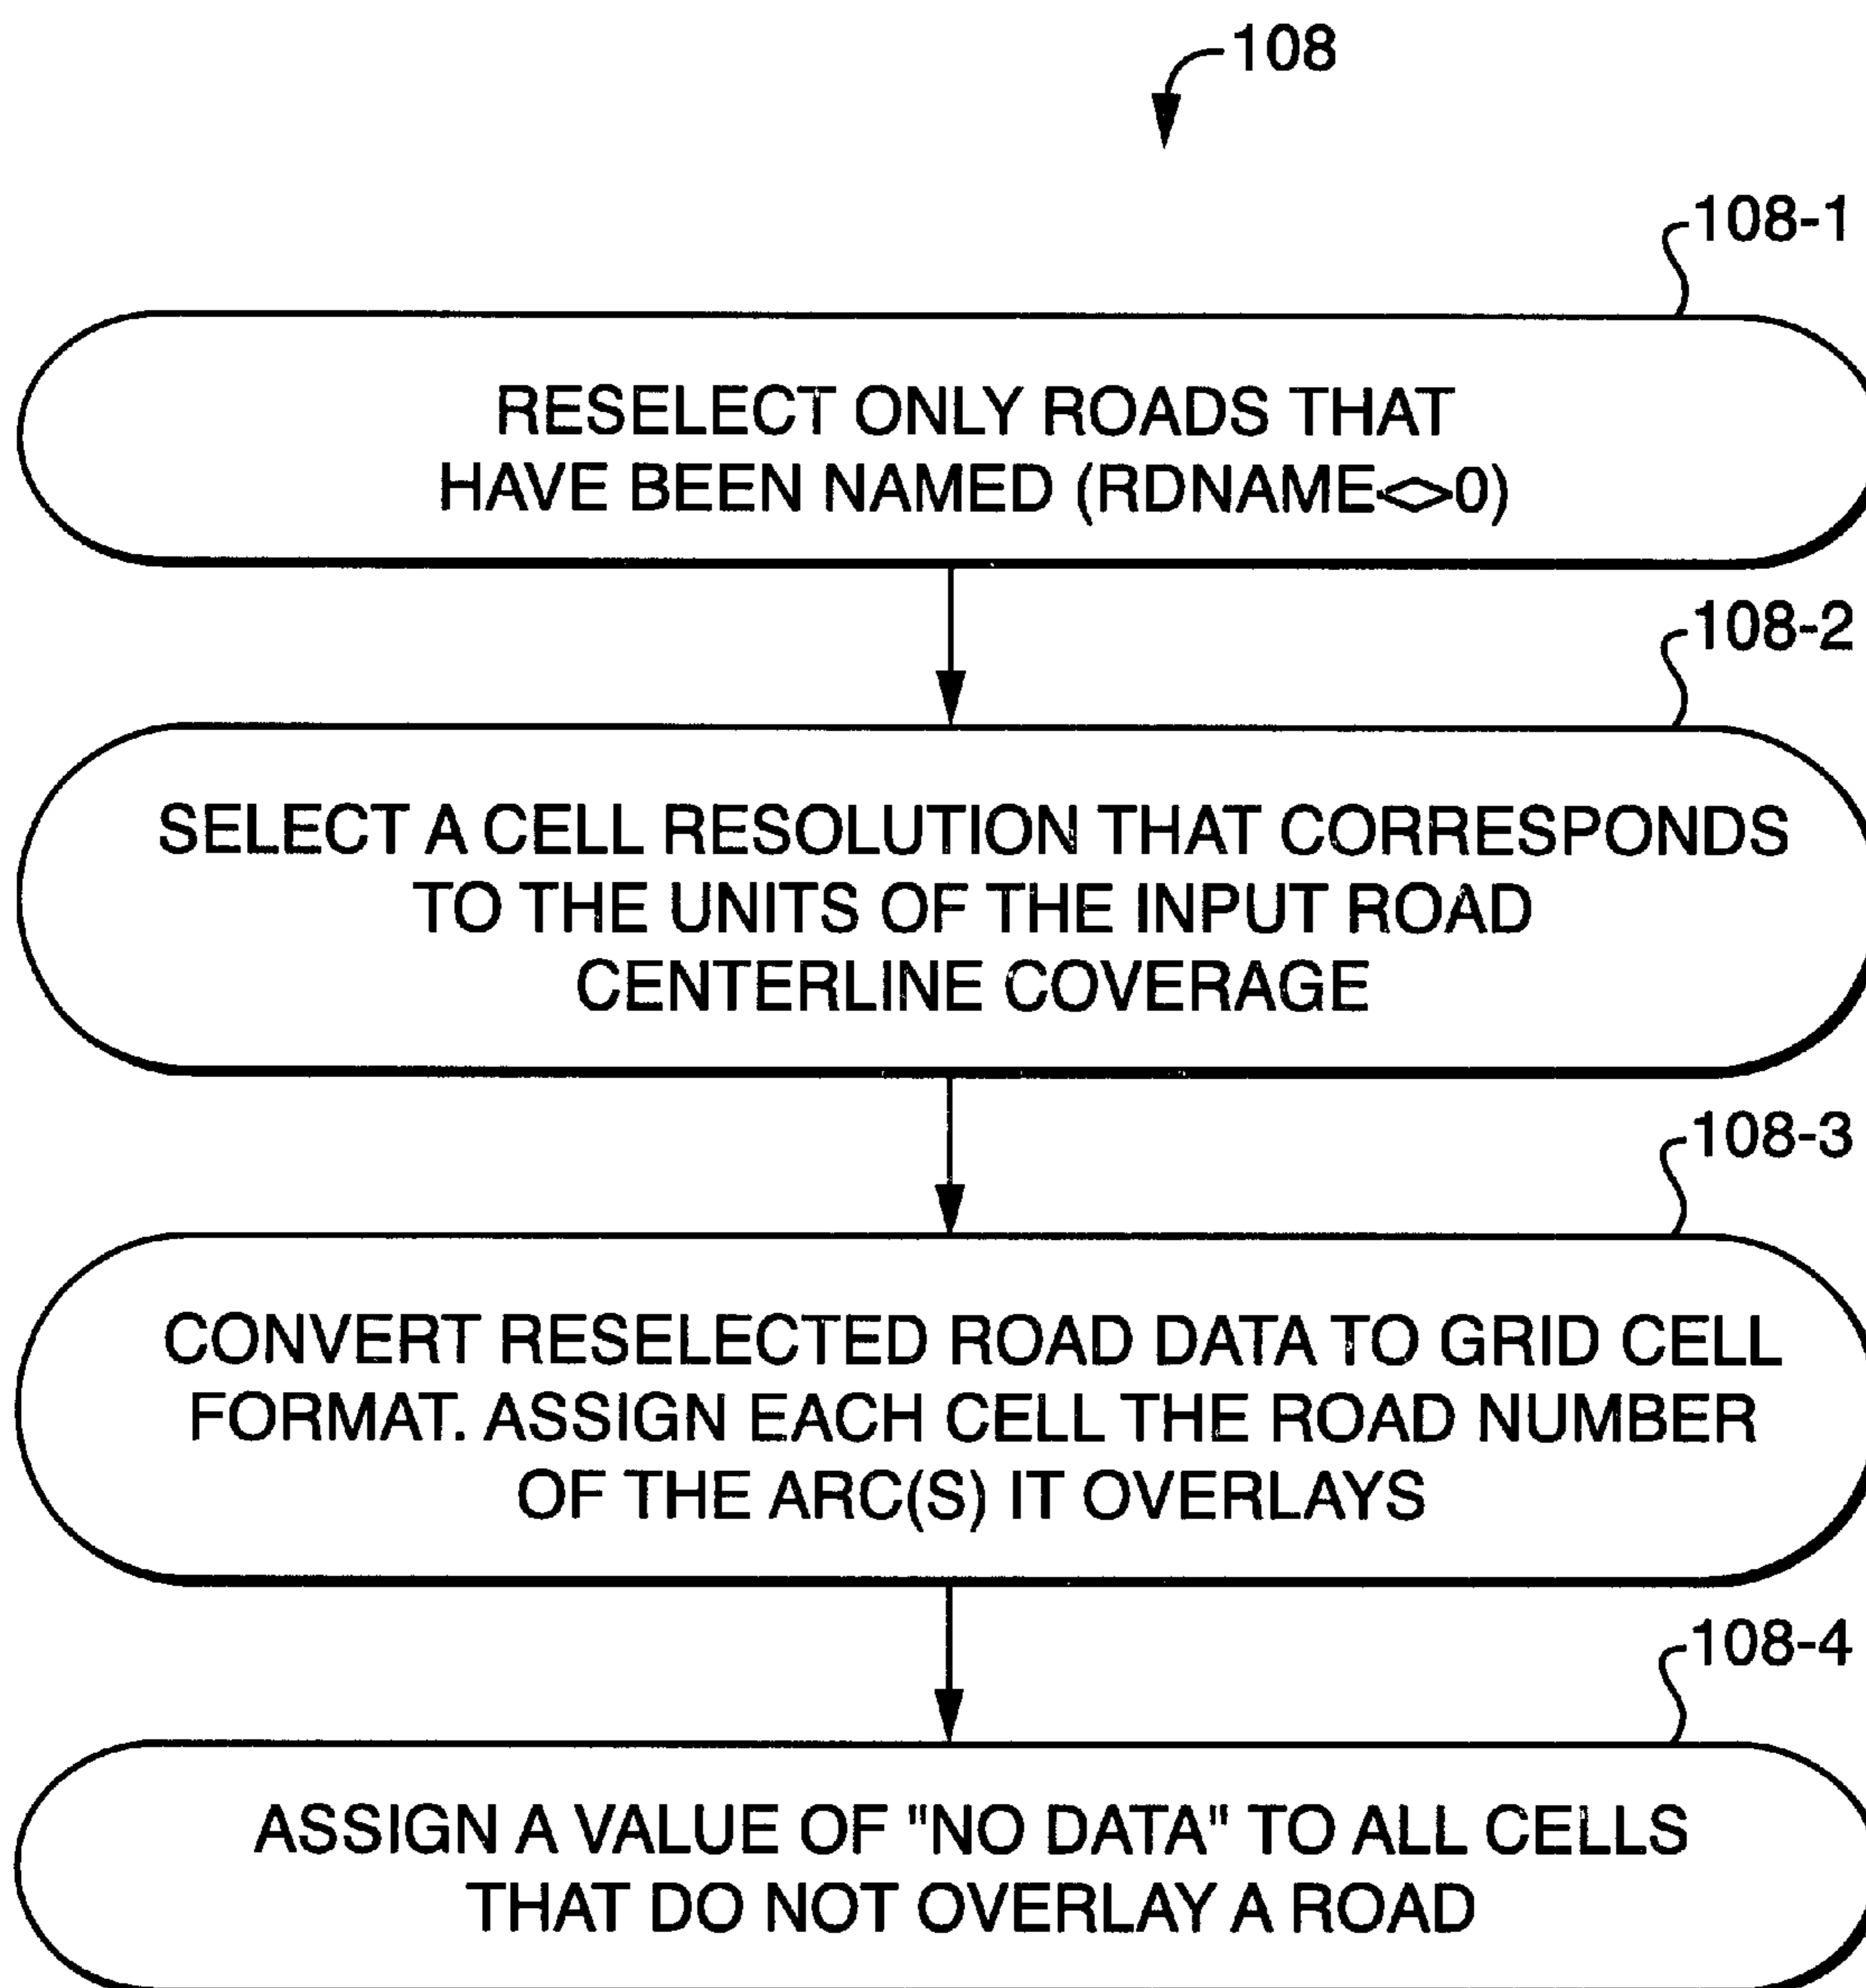 108
108-1
RESELECT ONLY ROADS THAT
HAVE BEEN NAMED (RDNAME<>0)
108-2
SELECT A CELL RESOLUTION THAT CORRESPONDS
TO THE UNITS OF THE INPUT ROAD
CENTERLINE COVERAGE
108-3
CONVERT RESELECTED ROAD DATA TO GRID CELL
FORMAT. ASSIGN EACH CELL THE ROAD NUMBER
OF THE ARC(S) IT OVERLAYS
108-4
ASSIGN A VALUE OF "NO DATA" TO ALL CELLS
THAT DO NOT OVERLAY A ROAD